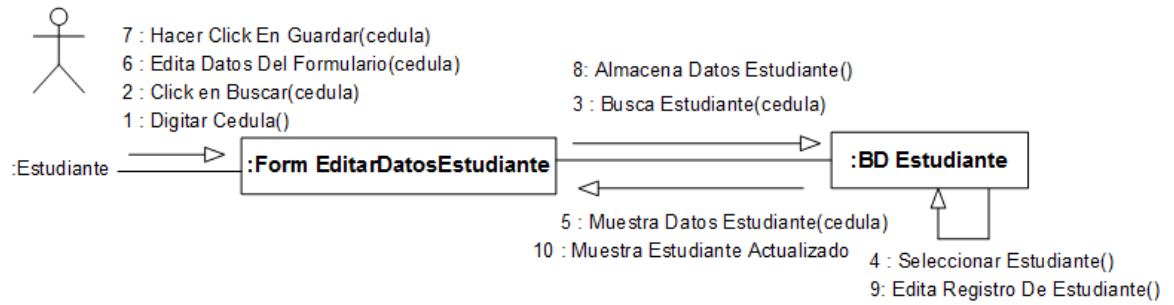 7 : Hacer Click En Guardar(cedula)
6 : Edita Datos Del Formulario(cedula)
2 : Click en Buscar(cedula)
1 : Digitar Cedula()
8: Almacena Datos Estudiante()
3 : Busca Estudiante(cedula)
:Estudiante
:Form EditarDatosEstudiante
:BD Estudiante
5 : Muestra Datos Estudiante(cedula)
10 : Muestra Estudiante Actualizado
4 : Seleccionar Estudiante()
9: Edita Registro De Estudiante()